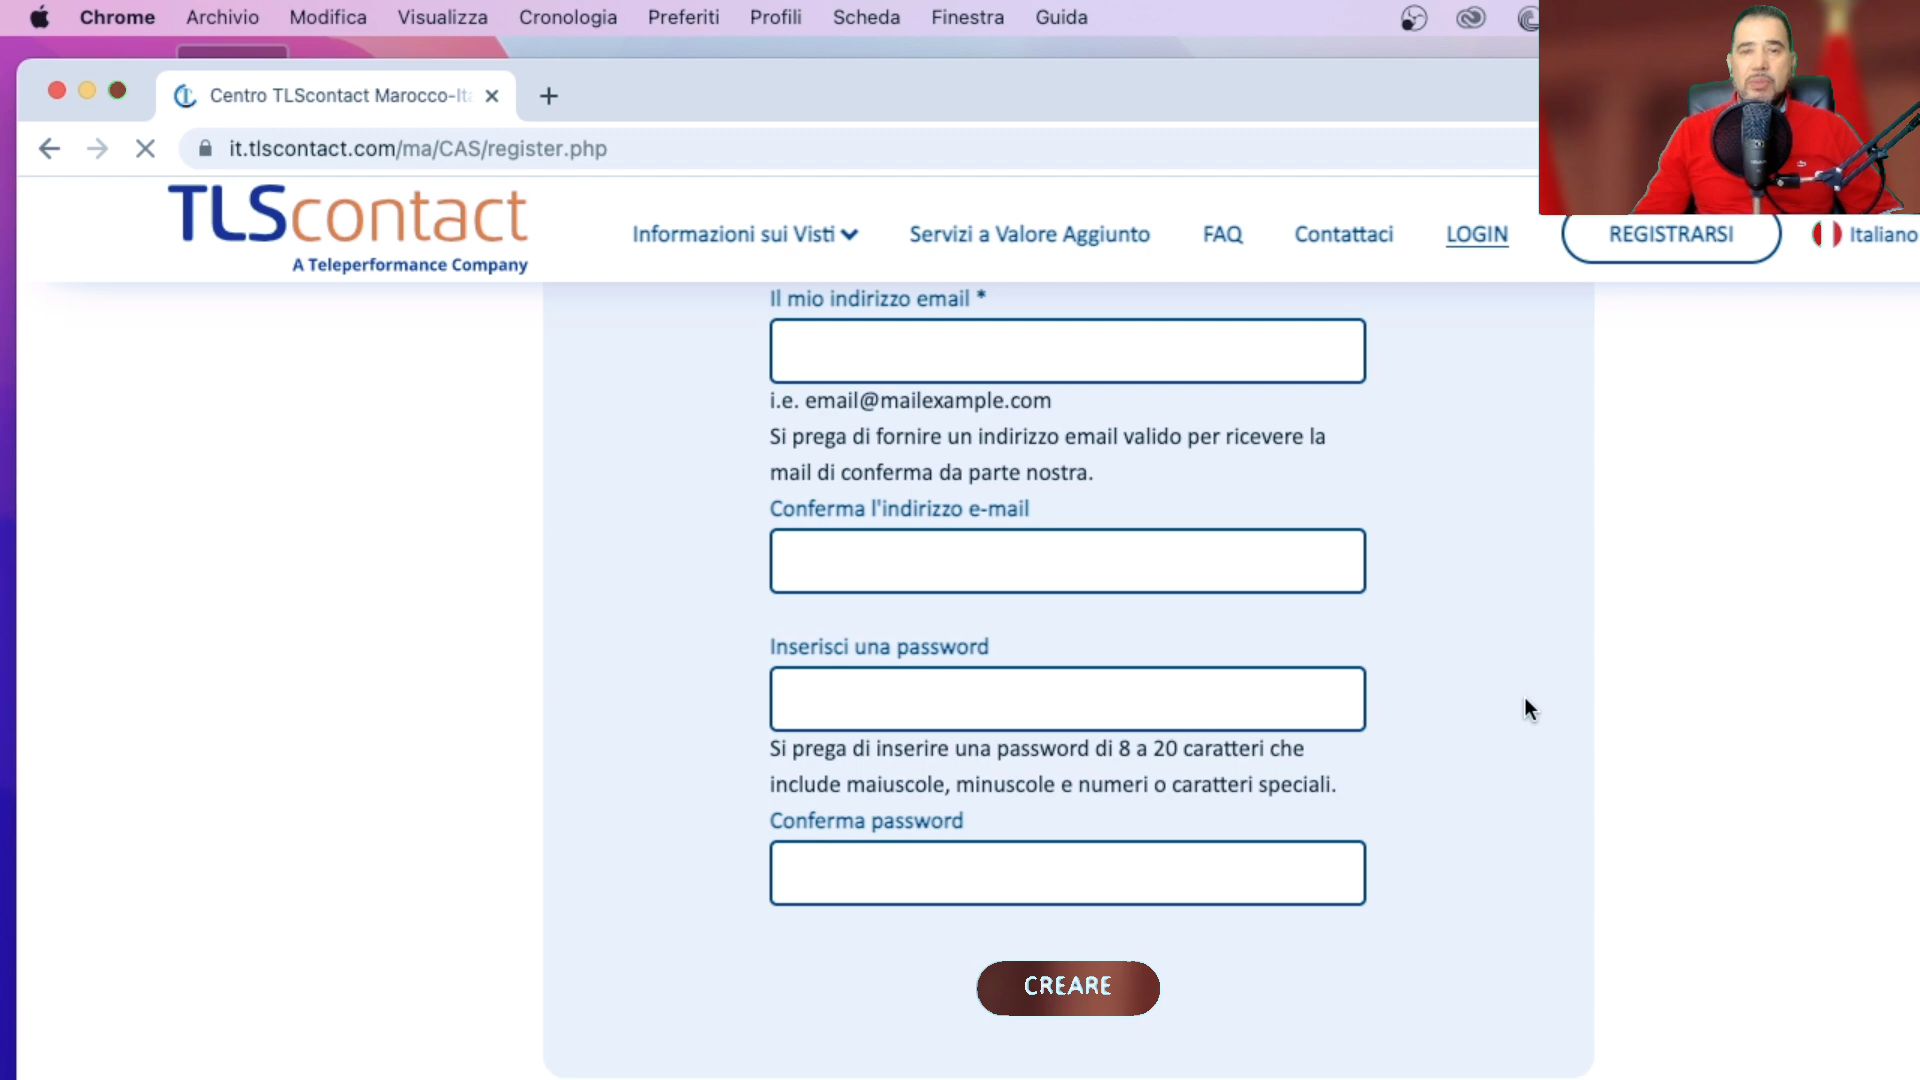 Chrome Archivio Modifica Visualizza Cronologia Preferiti Profili Scheda Finestra Guida
Centro TLScontact Marocco-Ita
it.tlscontact.com/ma/CAS/register.php
TLScontact
A Teleperformance Company
Informazioni sui Visti Servizi a Valore Aggiunto FAQ Contattaci LOGIN REGISTRARSI Italiano
Il mio indirizzo email *
i.e. email@mailexample.com
Si prega di fornire un indirizzo email valido per ricevere la
mail di conferma da parte nostra.
Conferma l'indirizzo e-mail
Inserisci una password
Si prega di inserire una password di 8 a 20 caratteri che
include maiuscole, minuscole e numeri o caratteri speciali.
Conferma password
CREARE